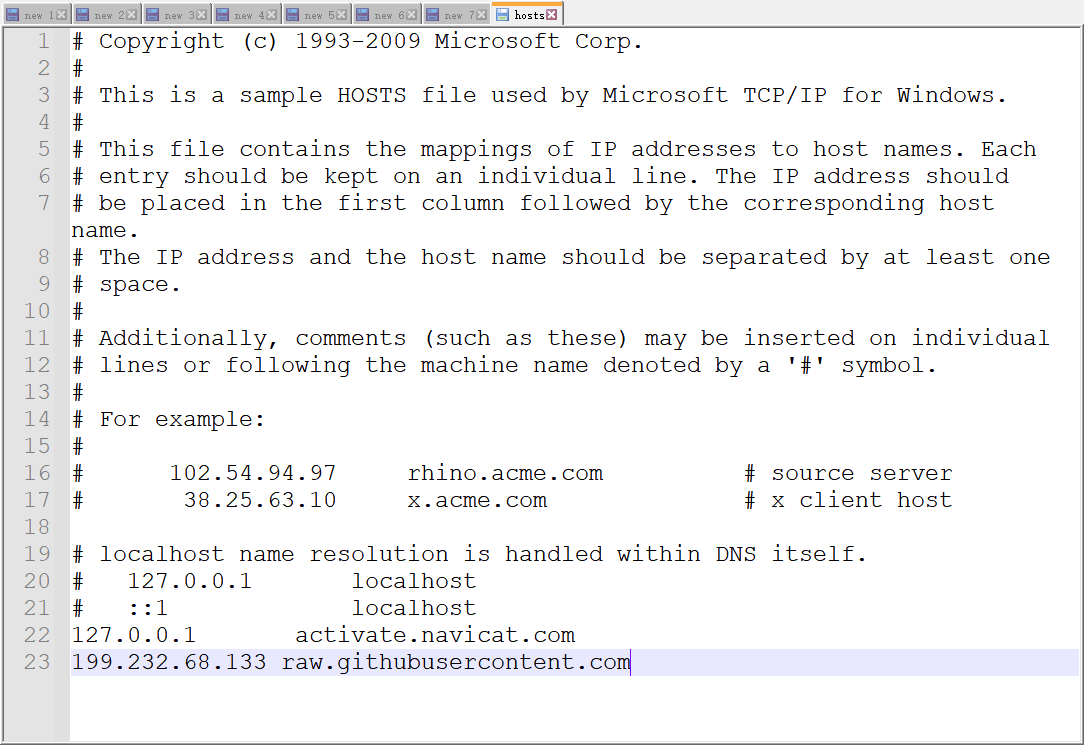 new 1 new 2 new 3 new 4 new 5 new 6 new 7 hosts
1 # Copyright (c) 1993-2009 Microsoft Corp.
2 #
3 # This is a sample HOSTS file used by Microsoft TCP/IP for Windows.
4 #
5 # This file contains the mappings of IP addresses to host names. Each
6 # entry should be kept on an individual line. The IP address should
7 # be placed in the first column followed by the corresponding host
name.
8 # The IP address and the host name should be separated by at least one
9 # space.
10 #
11 # Additionally, comments (such as these) may be inserted on individual
12 # lines or following the machine name denoted by a '#' symbol.
13 #
14 # For example:
15 #
16 #      102.54.94.97     rhino.acme.com          # source server
17 #       38.25.63.10     x.acme.com              # x client host
18
19 # localhost name resolution is handled within DNS itself.
20 #   127.0.0.1       localhost
21 #   ::1             localhost
22 127.0.0.1       activate.navicat.com
23 199.232.68.133 raw.githubusercontent.com